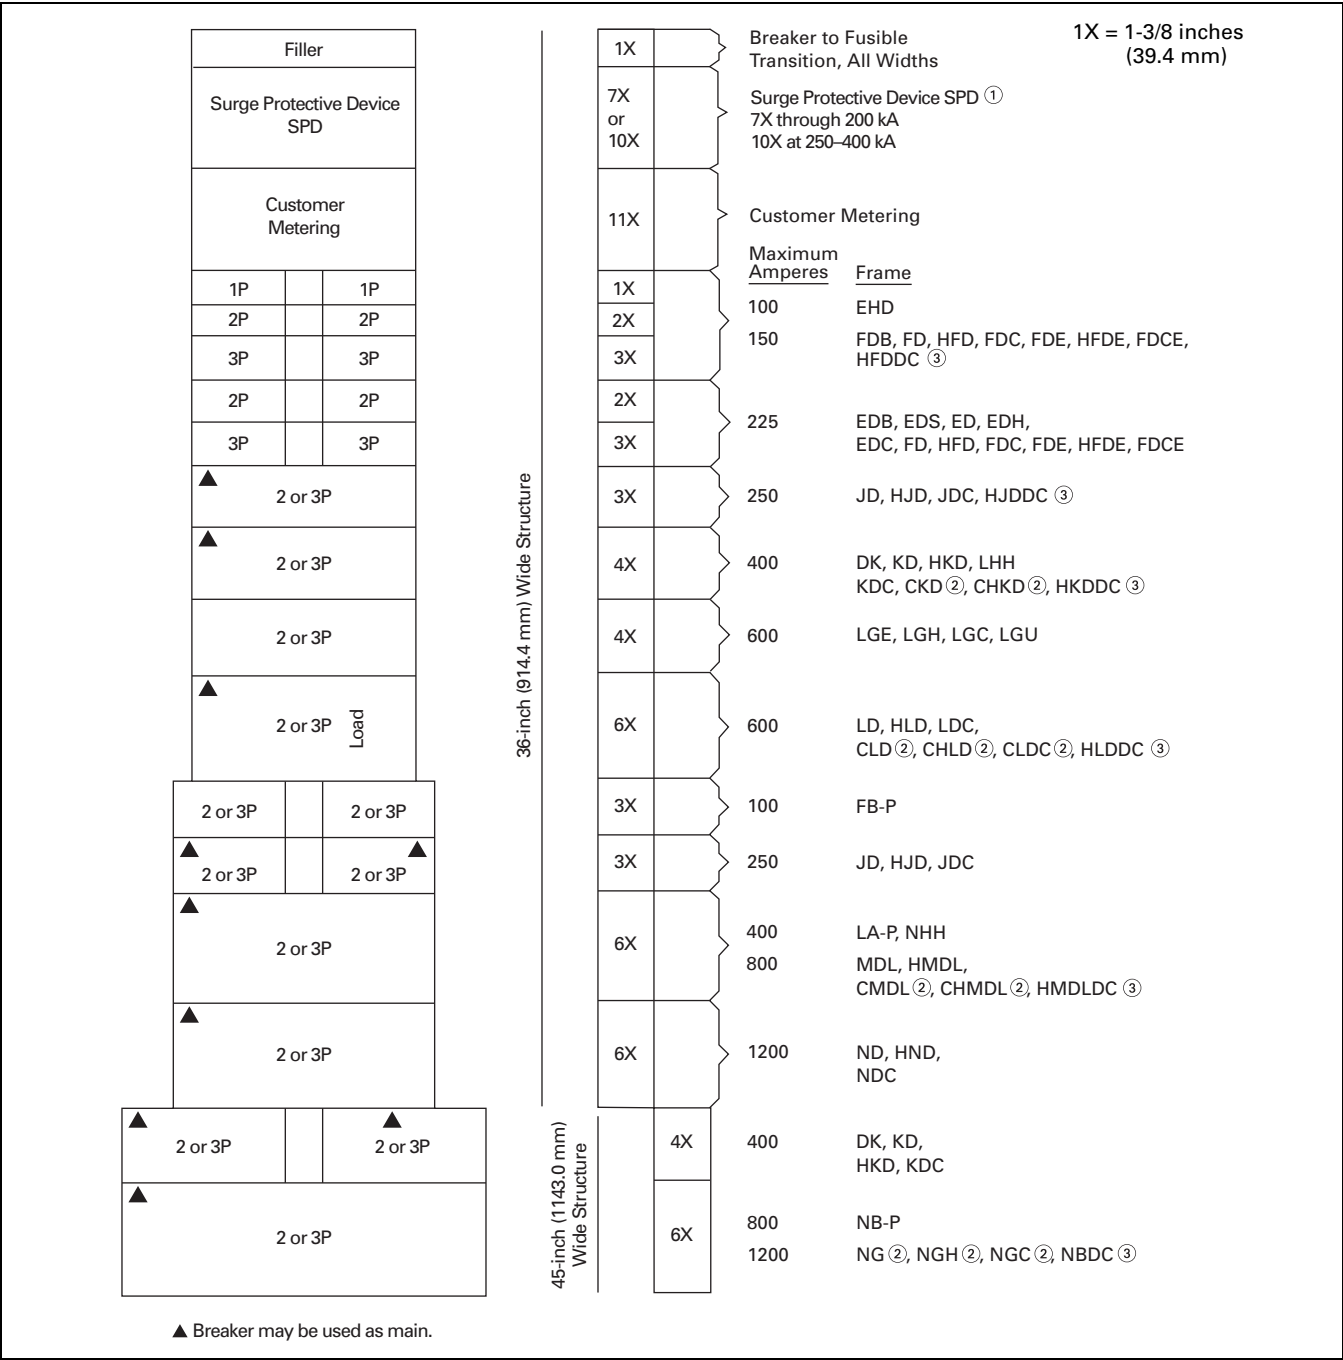 1X = 1-3/8 inches
(39.4 mm)
Filler
1X
Breaker to Fusible
Transition, All Widths
Surge Protective Device
SPD
7X
or
10X
Surge Protective Device SPD ①
7X through 200 kA
10X at 250–400 kA
Customer
Metering
11X
Customer Metering
Maximum
Amperes Frame
1P 1P 1X
100 EHD
2P 2P 2X
150 FDB, FD, HFD, FDC, FDE, HFDE, FDCE,
HFDDC ③
3P 3P 3X
2P 2P 2X
225 EDB, EDS, ED, EDH,
EDC, FD, HFD, FDC, FDE, HFDE, FDCE
3P 3P 3X
▲
2 or 3P 3X 250 JD, HJD, JDC, HJDDC ③
▲
2 or 3P 4X 400 DK, KD, HKD, LHH
KDC, CKD ②, CHKD ②, HKDDC ③
2 or 3P 4X 600 LGE, LGH, LGC, LGU
▲
2 or 3P Load 6X 600 LD, HLD, LDC,
CLD ②, CHLD ②, CLDC ②, HLDDC ③
36-inch (914.4 mm) Wide Structure
2 or 3P 2 or 3P 3X 100 FB-P
▲ ▲
2 or 3P 2 or 3P 3X 250 JD, HJD, JDC
▲
2 or 3P 6X 400 LA-P, NHH
800 MDL, HMDL,
CMDL ②, CHMDL ②, HMDLDC ③
▲
2 or 3P 6X 1200 ND, HND,
NDC
▲ ▲
2 or 3P 2 or 3P 4X 400 DK, KD,
HKD, KDC
45-inch (1143.0 mm)
Wide Structure
▲
2 or 3P 6X 800 NB-P
1200 NG ②, NGH ②, NGC ②, NBDC ③
▲ Breaker may be used as main.